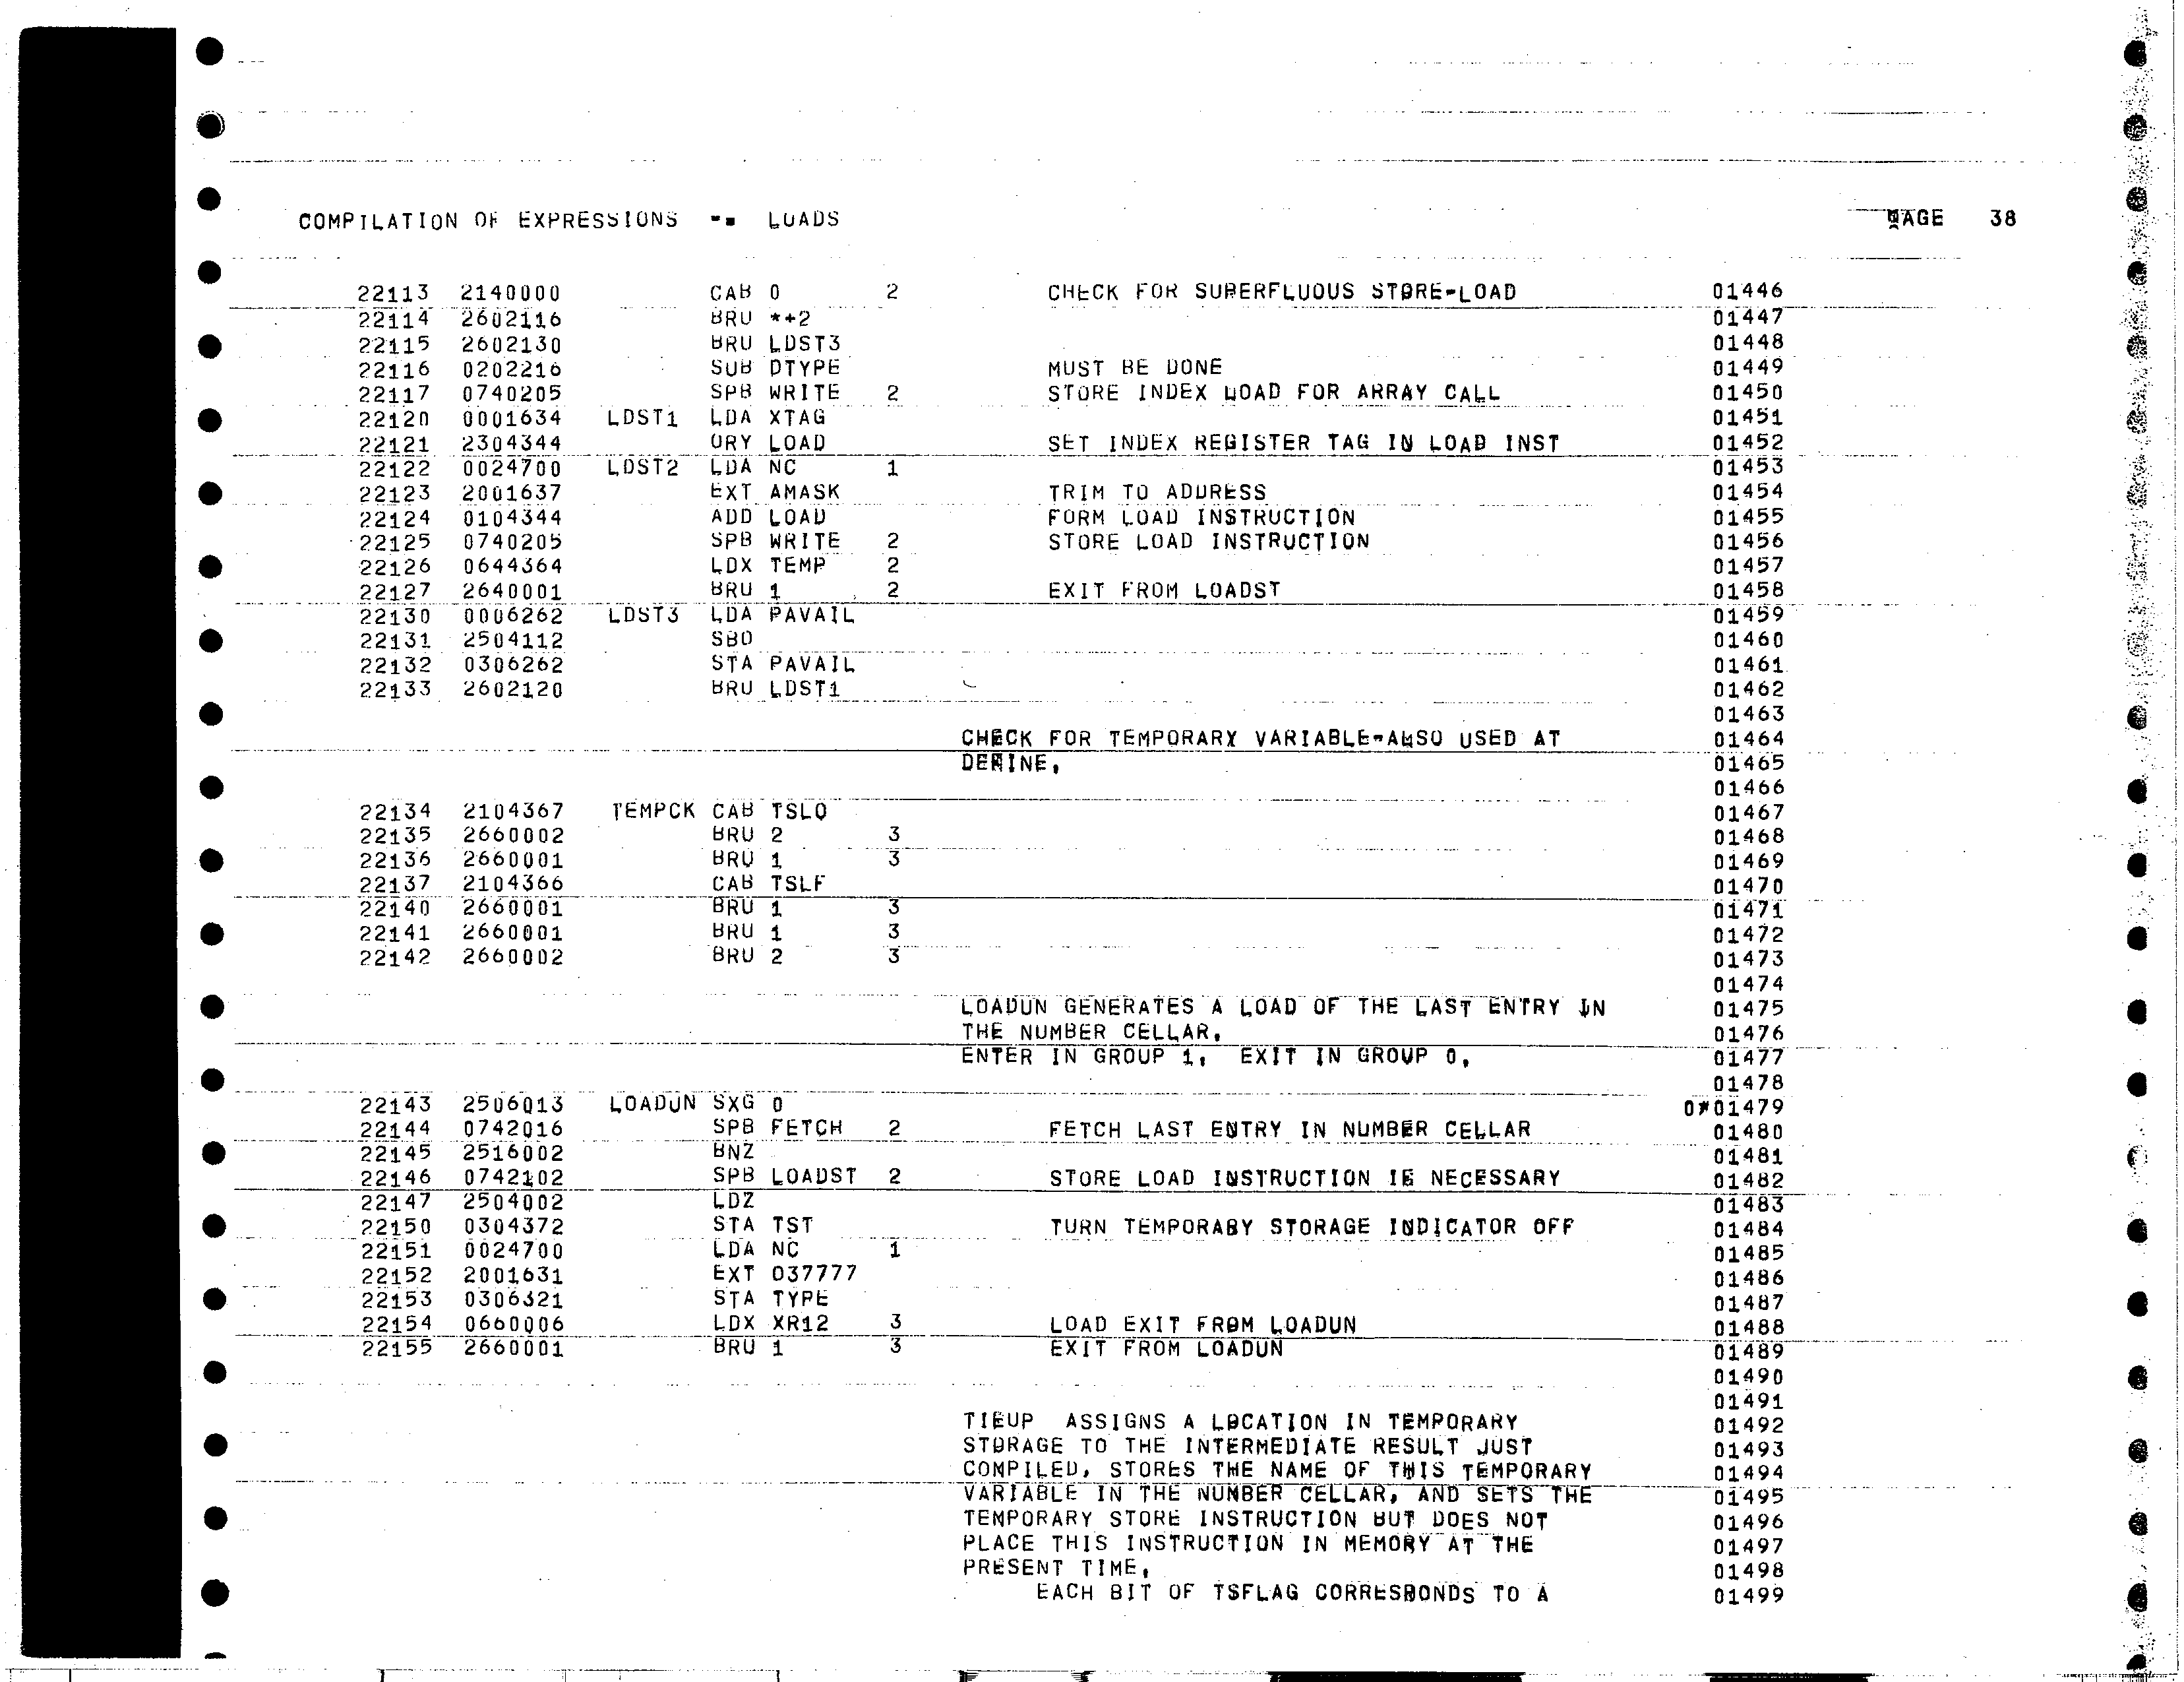 COMPILATION OF EXPRESSIONS -- LOADS PAGE 38
22113 2140000 CAB 0 2 CHECK FOR SUPERFLUOUS STORE-LOAD 01446
22114 2602116 BRU *+2 01447
22115 2602130 BRU LDST3 01448
22116 0202216 SUB DTYPE MUST BE DONE 01449
22117 0740205 SPB WRITE 2 STORE INDEX LOAD FOR ARRAY CALL 01450
22120 0001634 LDST1 LDA XTAG 01451
22121 2304344 ORY LOAD SET INDEX REGISTER TAG IN LOAD INST 01452
22122 0024700 LDST2 LDA NC 1 01453
22123 2001637 EXT AMASK TRIM TO ADDRESS 01454
22124 0104344 ADD LOAD FORM LOAD INSTRUCTION 01455
22125 0740205 SPB WRITE 2 STORE LOAD INSTRUCTION 01456
22126 0644364 LDX TEMP 2 01457
22127 2640001 BRU 1 2 EXIT FROM LOADST 01458
22130 0006262 LDST3 LDA PAVAIL 01459
22131 2504112 SBO 01460
22132 0306262 STA PAVAIL 01461
22133 2602120 BRU LDST1 01462
01463
CHECK FOR TEMPORARY VARIABLE-ALSO USED AT 01464
DEFINE, 01465
01466
22134 2104367 TEMPCK CAB TSLO 01467
22135 2660002 BRU 2 3 01468
22136 2660001 BRU 1 3 01469
22137 2104366 CAB TSLF 01470
22140 2660001 BRU 1 3 01471
22141 2660001 BRU 1 3 01472
22142 2660002 BRU 2 3 01473
01474
LOADUN GENERATES A LOAD OF THE LAST ENTRY IN 01475
THE NUMBER CELLAR, 01476
ENTER IN GROUP 1, EXIT IN GROUP 0, 01477
01478
22143 2506013 LOADUN SXG 0 0*01479
22144 0742016 SPB FETCH 2 FETCH LAST ENTRY IN NUMBER CELLAR 01480
22145 2516002 BNZ 01481
22146 0742102 SPB LOADST 2 STORE LOAD INSTRUCTION IF NECESSARY 01482
22147 2504002 LDZ 01483
22150 0304372 STA TST TURN TEMPORARY STORAGE INDICATOR OFF 01484
22151 0024700 LDA NC 1 01485
22152 2001631 EXT O37777 01486
22153 0306321 STA TYPE 01487
22154 0660006 LDX XR12 3 LOAD EXIT FROM LOADUN 01488
22155 2660001 BRU 1 3 EXIT FROM LOADUN 01489
01490
01491
TIEUP ASSIGNS A LOCATION IN TEMPORARY 01492
STORAGE TO THE INTERMEDIATE RESULT JUST 01493
COMPILED, STORES THE NAME OF THIS TEMPORARY 01494
VARIABLE IN THE NUMBER CELLAR, AND SETS THE 01495
TEMPORARY STORE INSTRUCTION BUT DOES NOT 01496
PLACE THIS INSTRUCTION IN MEMORY AT THE 01497
PRESENT TIME, 01498
EACH BIT OF TSFLAG CORRESPONDS TO A 01499